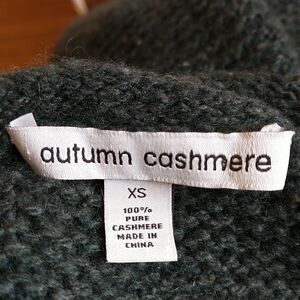 autumn cashmere
XS
100%
PURE
CASHMERE
MADE IN
CHINA